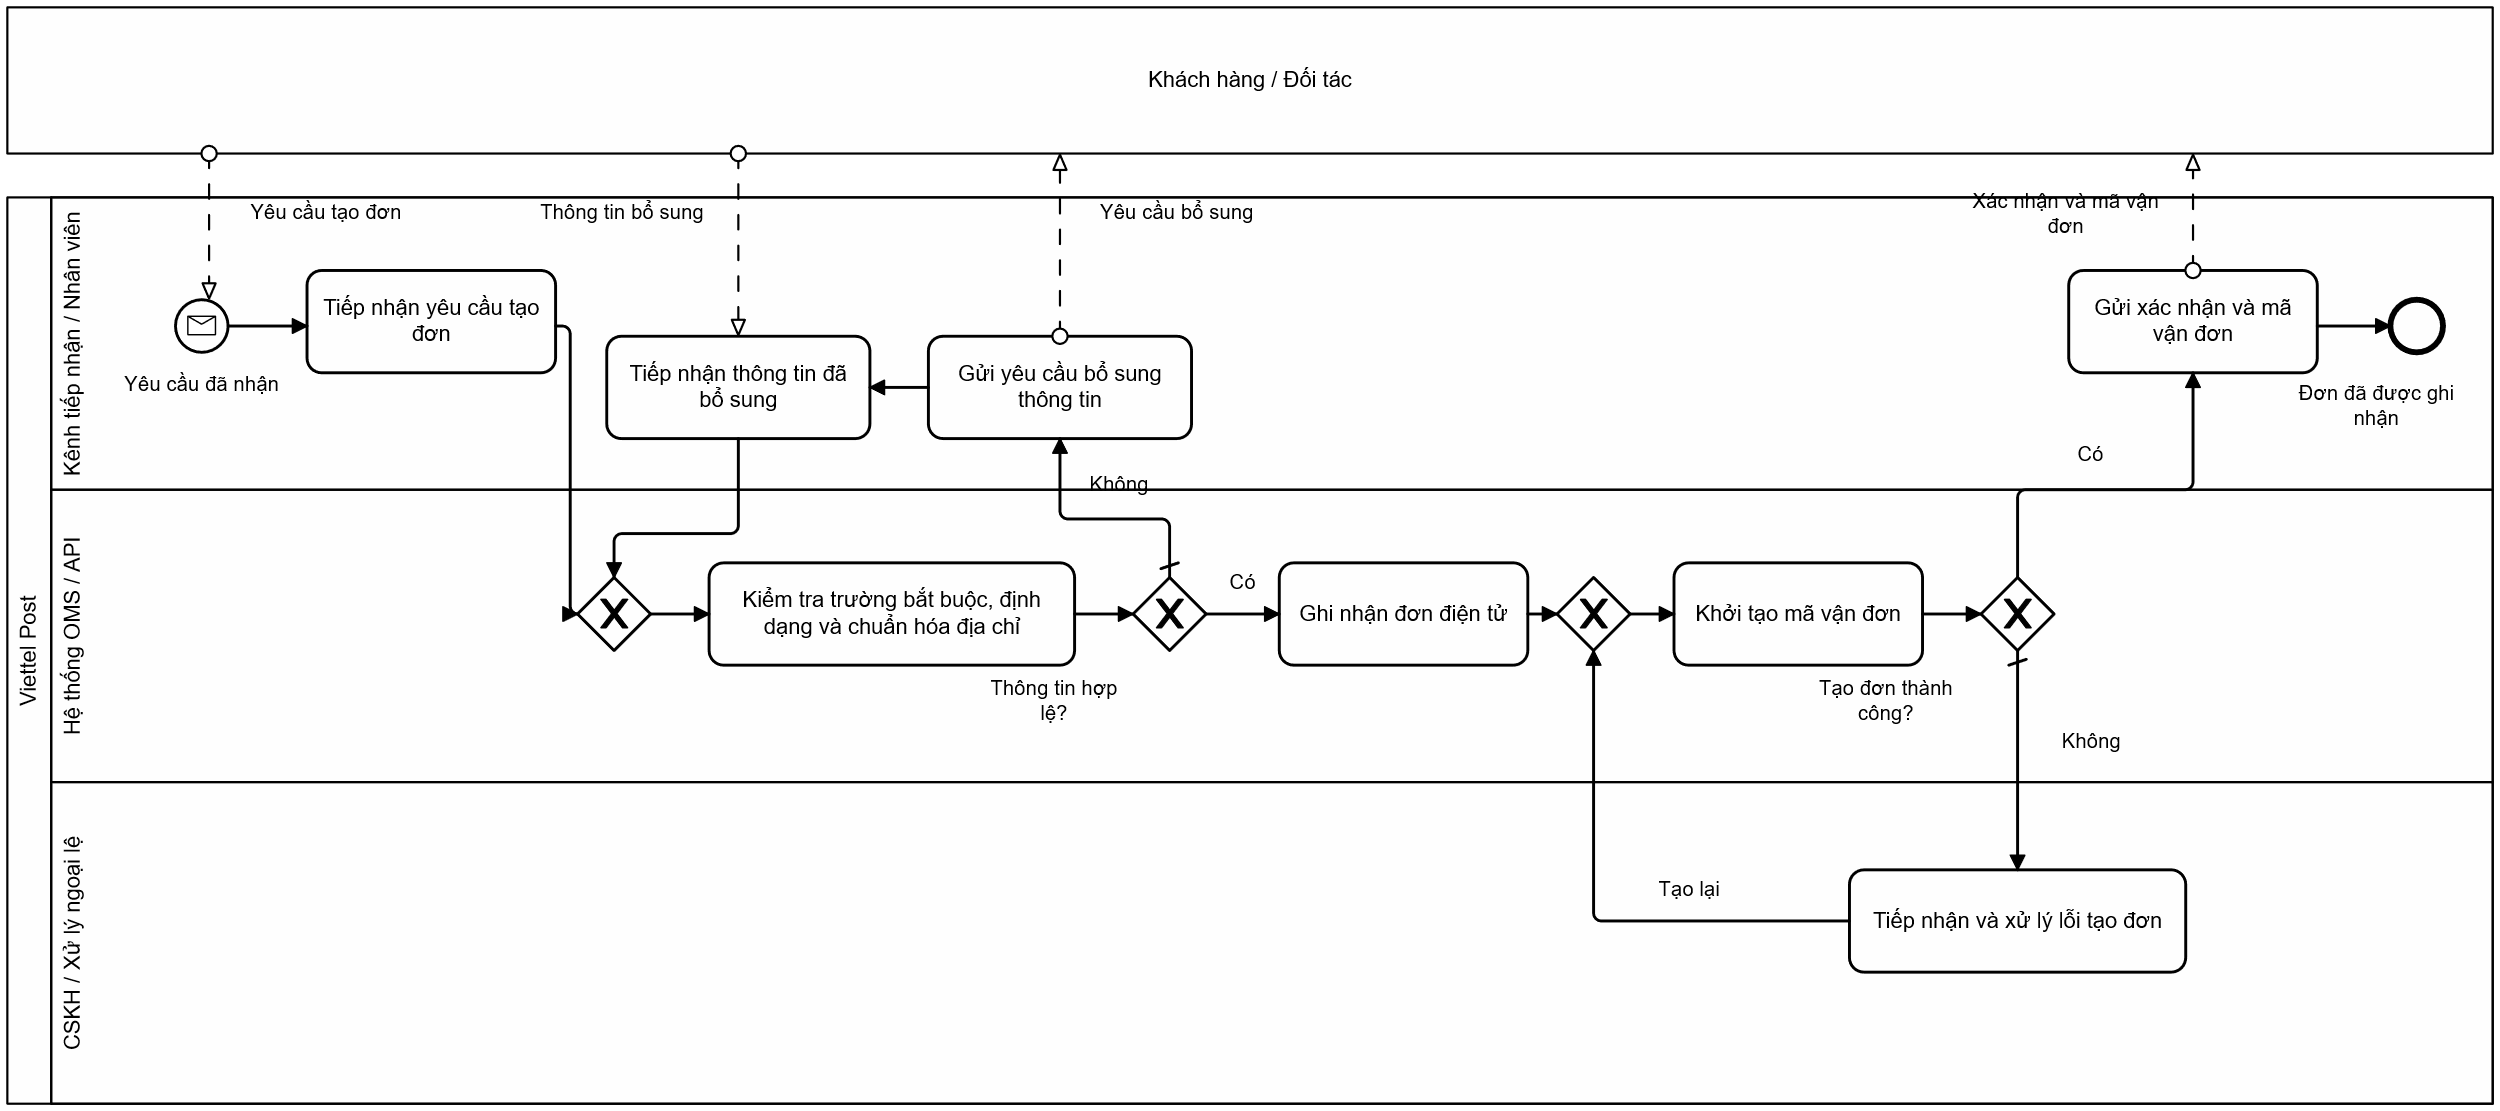 Khách hàng / Đối tác
Yêu cầu tạo đơn
Thông tin bổ sung
Yêu cầu bổ sung
Xác nhận và mã vận
đơn
Viettel Post
Kênh tiếp nhận / Nhân viên
Yêu cầu đã nhận
Tiếp nhận yêu cầu tạo
đơn
Tiếp nhận thông tin đã
bổ sung
Gửi yêu cầu bổ sung
thông tin
Gửi xác nhận và mã
vận đơn
Đơn đã được ghi
nhận
Không
Có
Hệ thống OMS / API
Kiểm tra trường bắt buộc, định
dạng và chuẩn hóa địa chỉ
Thông tin hợp
lệ?
Có
Ghi nhận đơn điện tử
Khởi tạo mã vận đơn
Tạo đơn thành
công?
Không
CSKH / Xử lý ngoại lệ
Tạo lại
Tiếp nhận và xử lý lỗi tạo đơn